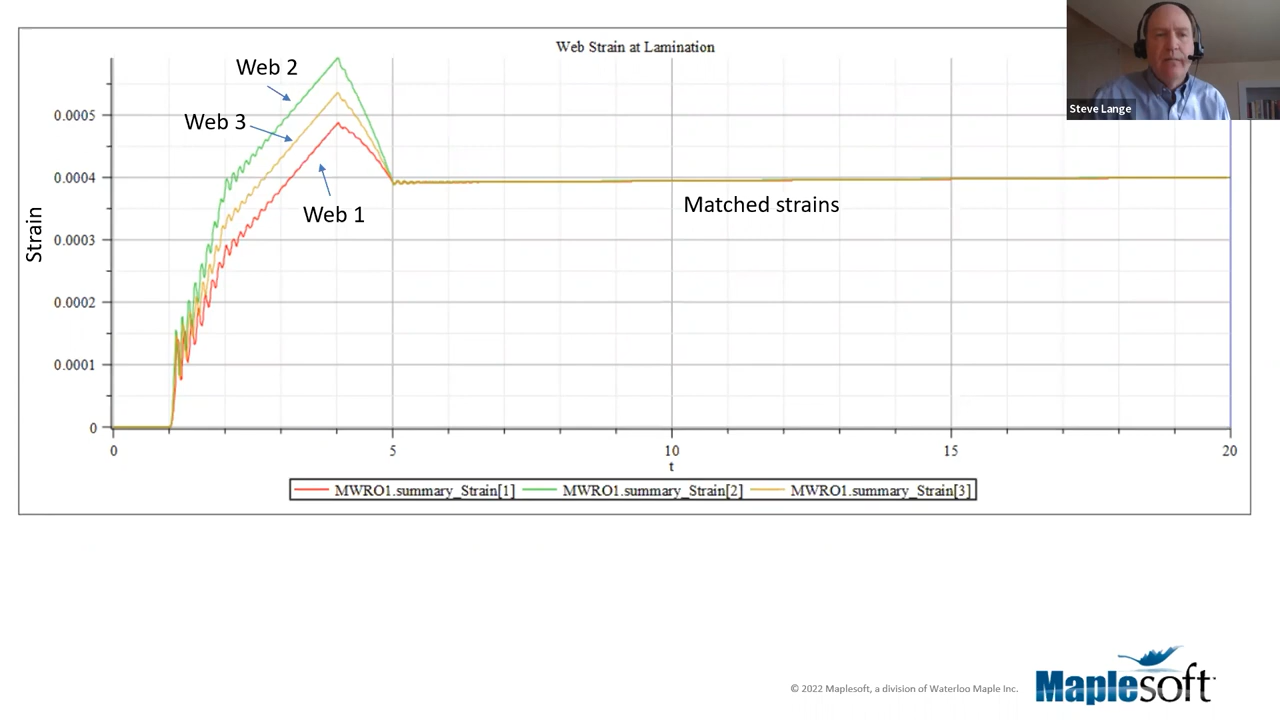 Web Strain at Lamination
Steve Lange
Web 2
Web 3
Web 1
Matched strains
Strain
0.0005
0.0004
0.0003
0.0002
0.0001
0
0 5 10 15 20
t
MWRO1.summary_Strain[1] MWRO1.summary_Strain[2] MWRO1.summary_Strain[3]
© 2022 Maplesoft, a division of Waterloo Maple Inc.
Maplesoft